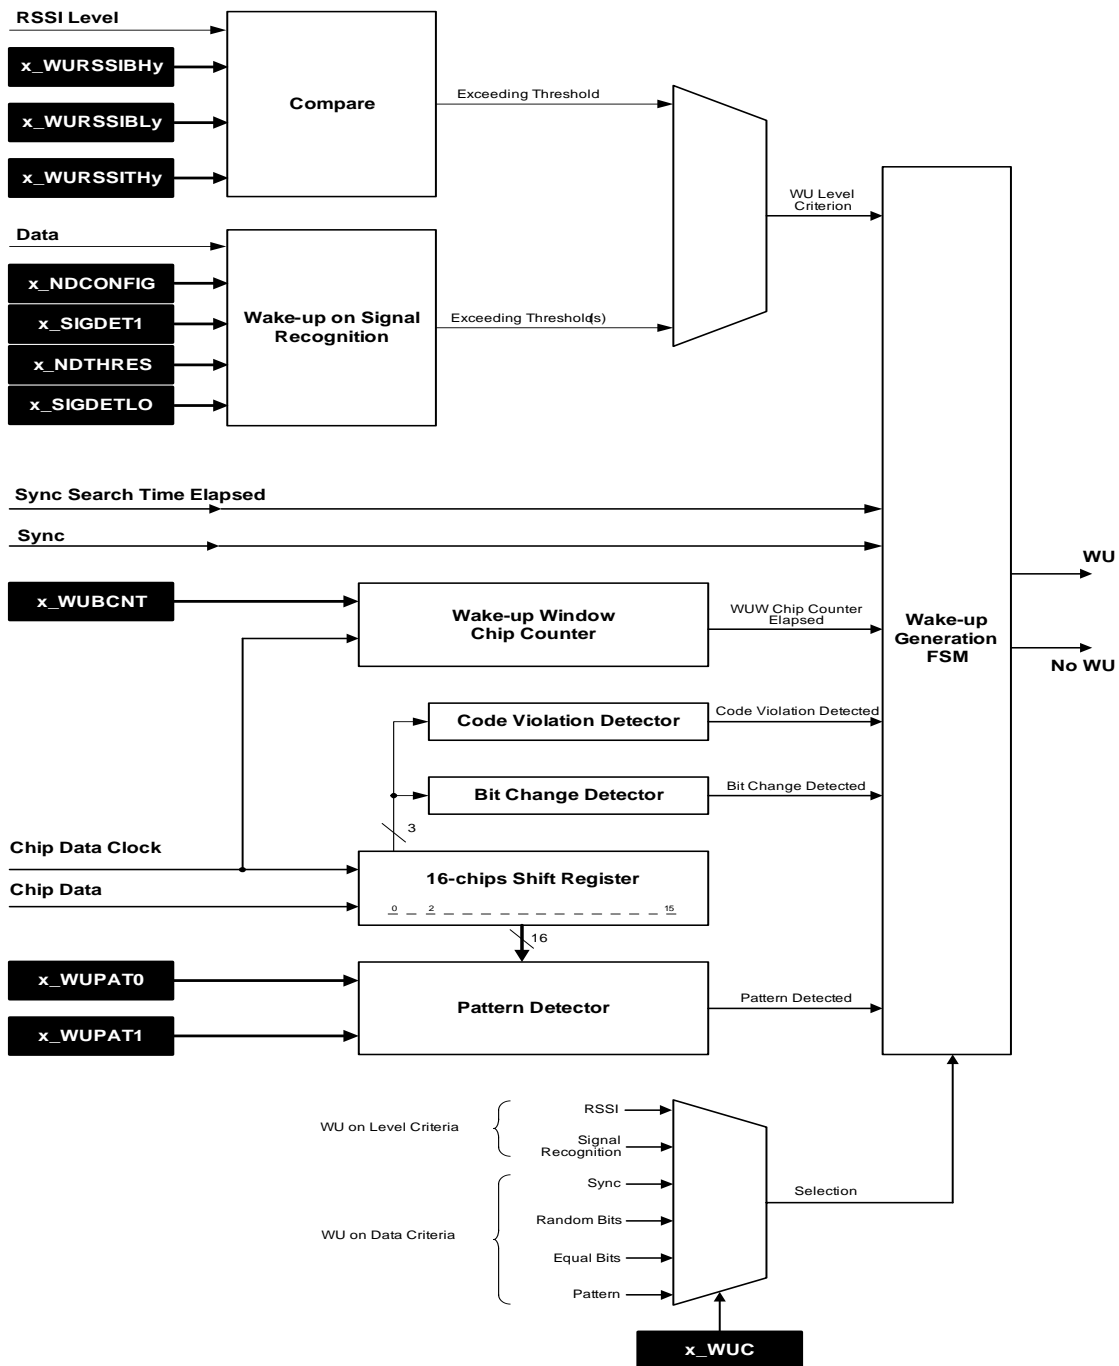 RSSI Level
x_WURSSIBHy
x_WURSSIBLy
x_WURSSITHy
Compare
Exceeding Threshold
WU Level
Criterion
Data
x_NDCONFIG
x_SIGDET1
x_NDTHRES
x_SIGDETLO
Wake-up on Signal
Recognition
Exceeding Threshold(s)
Sync Search Time Elapsed
Sync
x_WUBCNT
Wake-up Window
Chip Counter
WUW Chip Counter
Elapsed
Wake-up
Generation
FSM
WU
No WU
Code Violation Detector
Code Violation Detected
Bit Change Detector
Bit Change Detected
3
Chip Data Clock
Chip Data
16-chips Shift Register
0 2 15
16
x_WUPAT0
x_WUPAT1
Pattern Detector
Pattern Detected
WU on Level Criteria
RSSI
Signal
Recognition
WU on Data Criteria
Sync
Random Bits
Equal Bits
Pattern
Selection
x_WUC